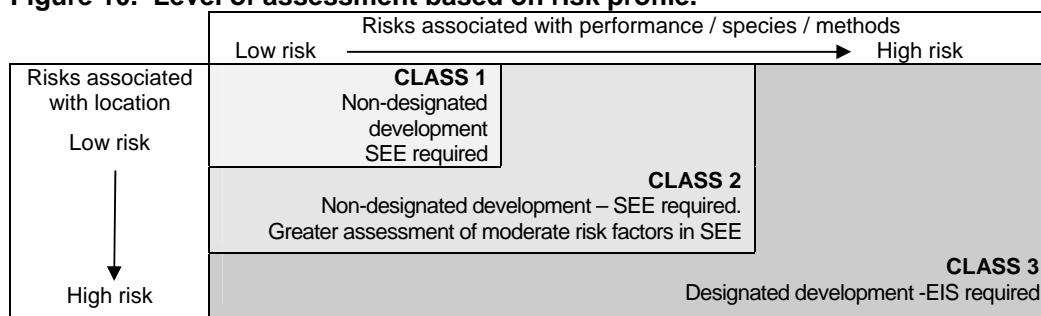 Figure 10. Level of assessment based on risk profile.
Risks associated with performance / species / methods
Low risk High risk
Risks associated
with location
Low risk
High risk
CLASS 1
Non-designated
development
SEE required
CLASS 2
Non-designated development – SEE required.
Greater assessment of moderate risk factors in SEE
CLASS 3
Designated development -EIS required